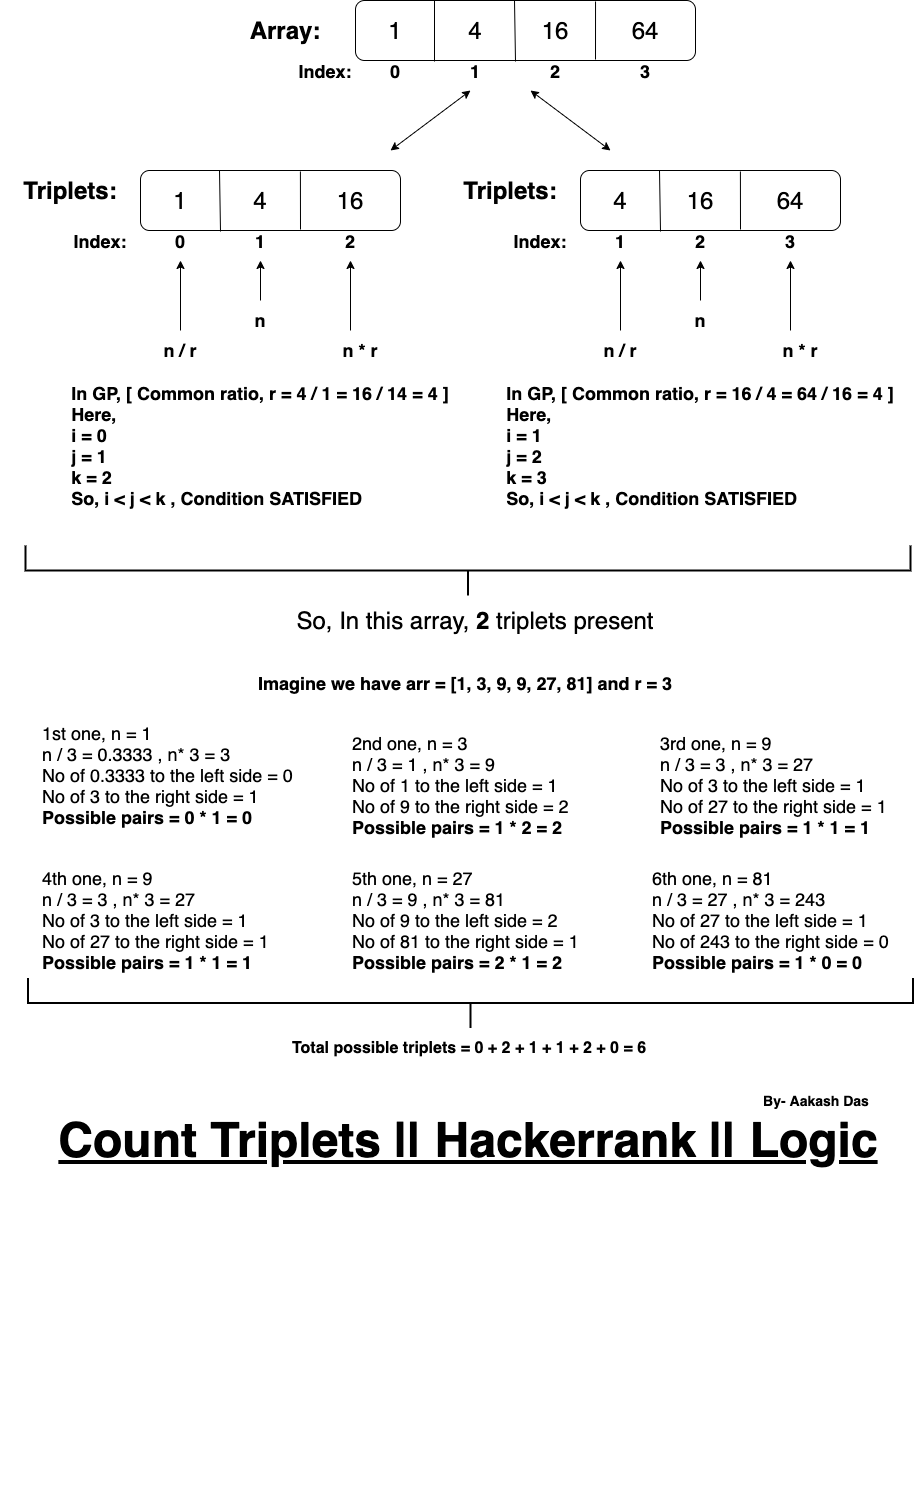 Array: 1 4 16 64
Index: 0 1 2 3
Triplets: 1 4 16
Index: 0 1 2
n
n / r n * r
In GP, [ Common ratio, r = 4 / 1 = 16 / 14 = 4 ]
Here,
i = 0
j = 1
k = 2
So, i < j < k , Condition SATISFIED
Triplets: 4 16 64
Index: 1 2 3
n
n / r n * r
In GP, [ Common ratio, r = 16 / 4 = 64 / 16 = 4 ]
Here,
i = 1
j = 2
k = 3
So, i < j < k , Condition SATISFIED
So, In this array, 2 triplets present
Imagine we have arr = [1, 3, 9, 9, 27, 81] and r = 3
1st one, n = 1
n / 3 = 0.3333 , n* 3 = 3
No of 0.3333 to the left side = 0
No of 3 to the right side = 1
Possible pairs = 0 * 1 = 0
2nd one, n = 3
n / 3 = 1 , n* 3 = 9
No of 1 to the left side = 1
No of 9 to the right side = 2
Possible pairs = 1 * 2 = 2
3rd one, n = 9
n / 3 = 3 , n* 3 = 27
No of 3 to the left side = 1
No of 27 to the right side = 1
Possible pairs = 1 * 1 = 1
4th one, n = 9
n / 3 = 3 , n* 3 = 27
No of 3 to the left side = 1
No of 27 to the right side = 1
Possible pairs = 1 * 1 = 1
5th one, n = 27
n / 3 = 9 , n* 3 = 81
No of 9 to the left side = 2
No of 81 to the right side = 1
Possible pairs = 2 * 1 = 2
6th one, n = 81
n / 3 = 27 , n* 3 = 243
No of 27 to the left side = 1
No of 243 to the right side = 0
Possible pairs = 1 * 0 = 0
Total possible triplets = 0 + 2 + 1 + 1 + 2 + 0 = 6
By- Aakash Das
Count Triplets || Hackerrank || Logic